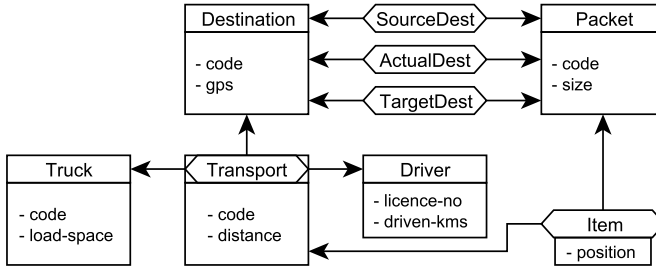 Destination
- code
- gps
SourceDest
ActualDest
TargetDest
Packet
- code
- size
Truck
- code
- load-space
Transport
- code
- distance
Driver
- licence-no
- driven-kms
Item
- position